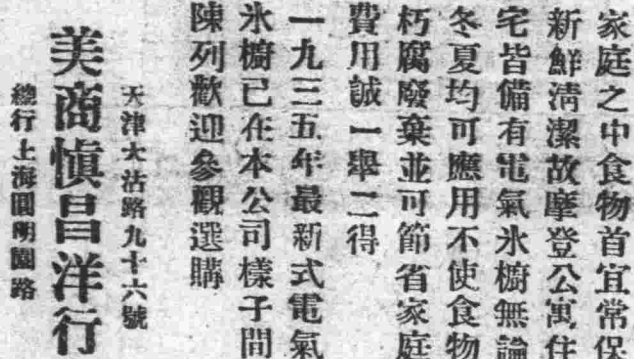 家庭之中食物首宜常保
新鮮清潔故摩登公寓住
宅皆備有電氣氷櫥無論
冬夏均可應用不使食物
朽腐廢棄並可節省家庭
費用誠一舉二得
一九三五年最新式電氣
氷櫥已在本公司樣子間
陳列歡迎參觀選購
天津大沽路九十六號
美商慎昌洋行
總行上海圓明園路